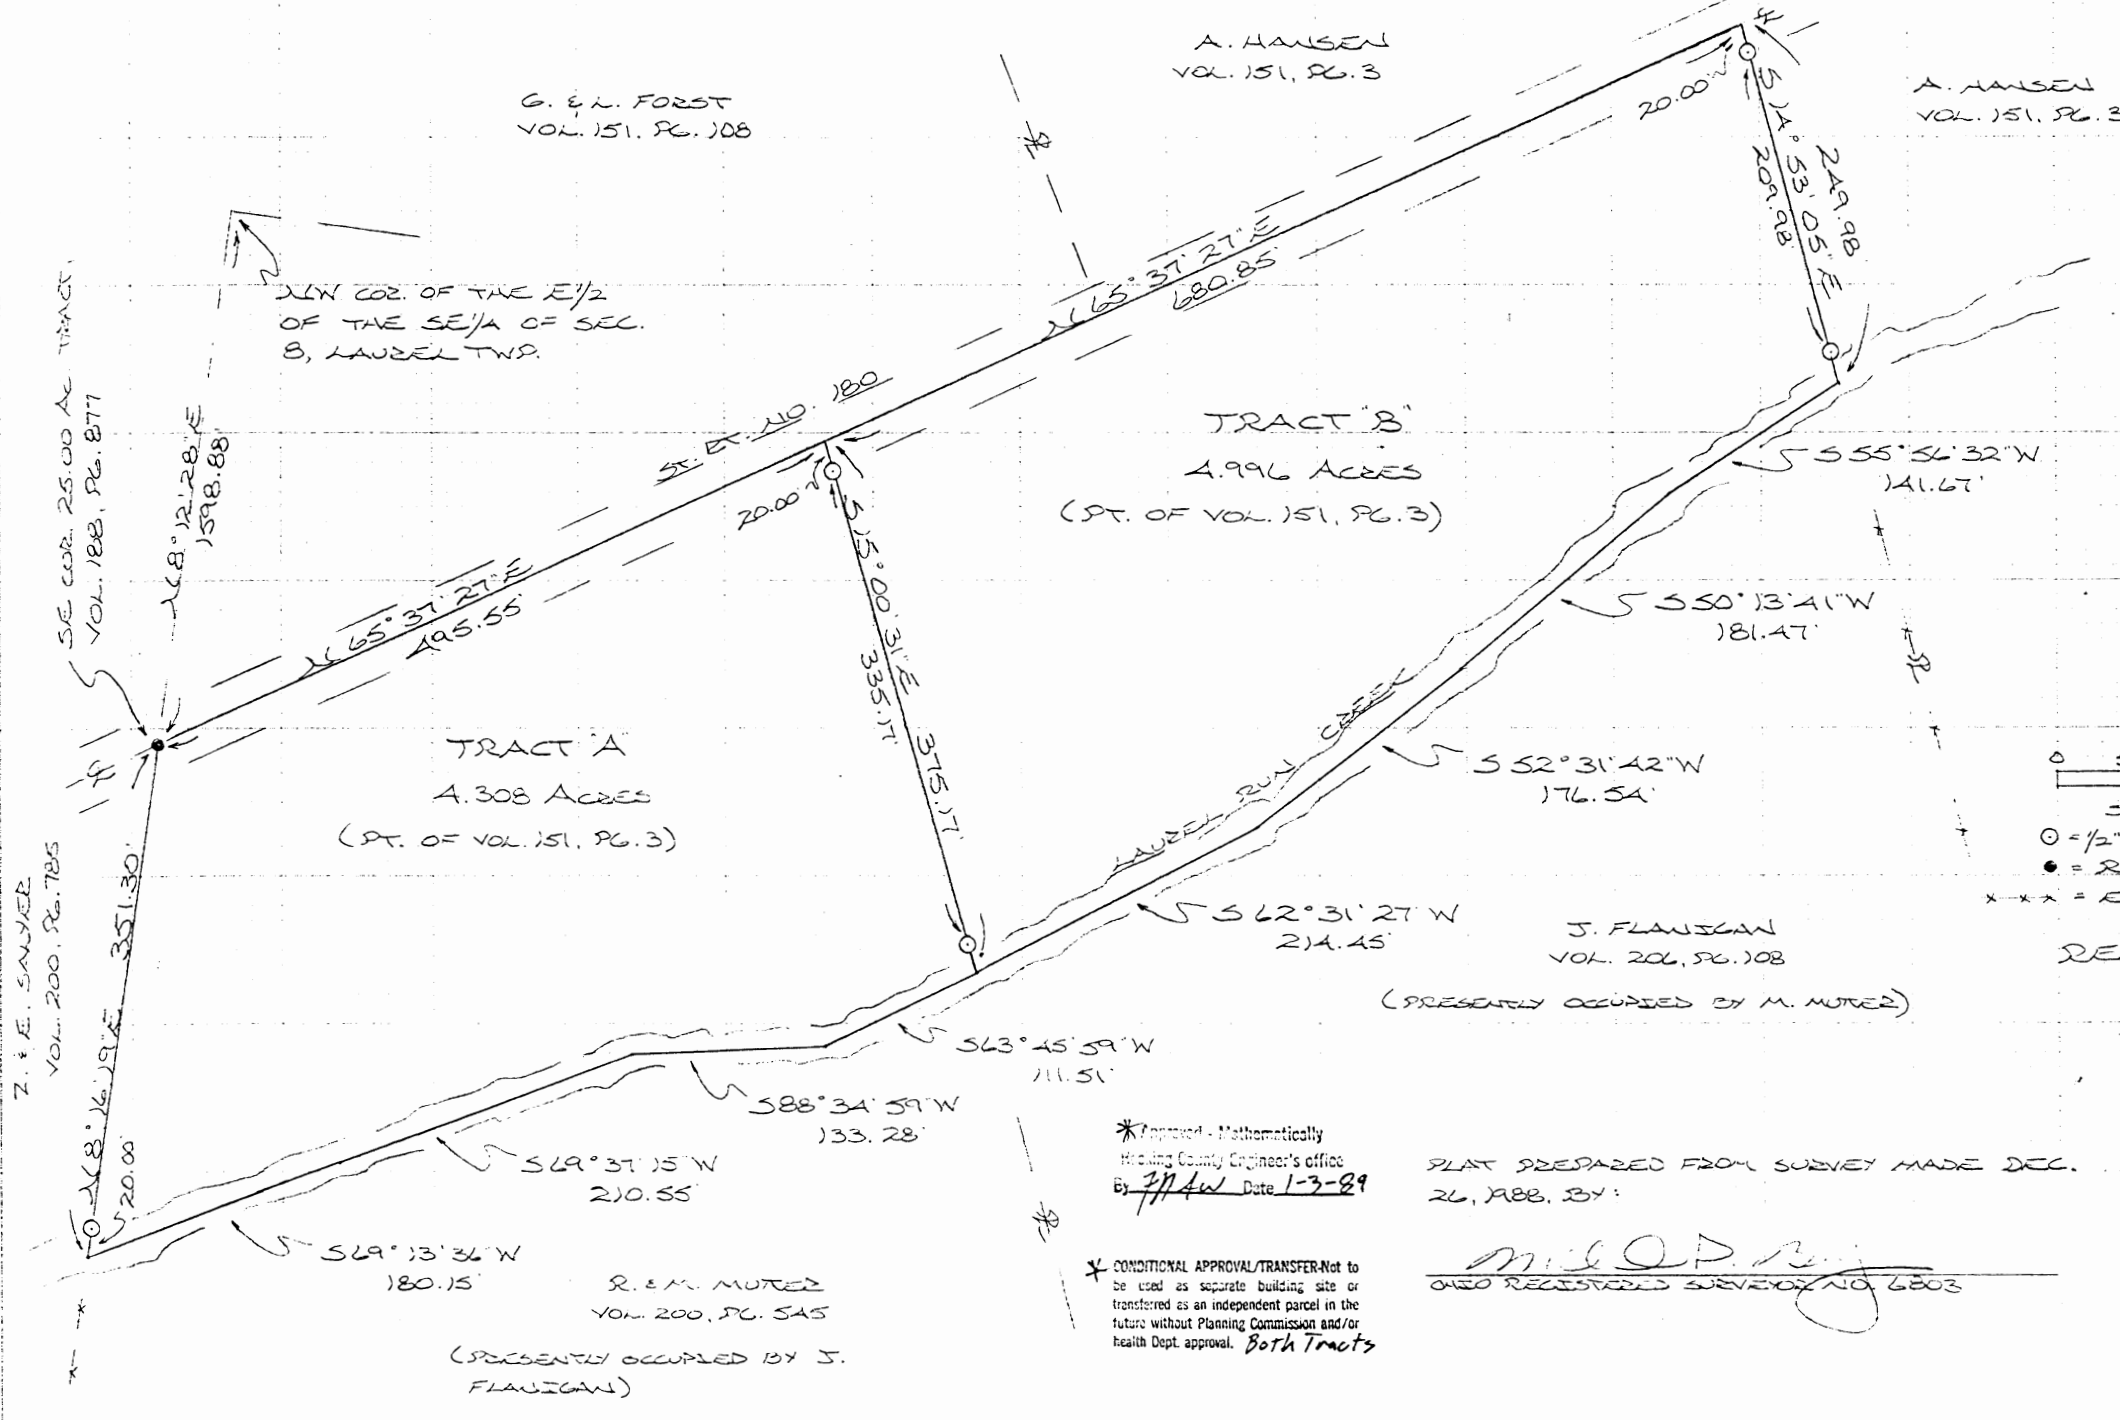 A. HANSEN
VOL. 151, PG. 3
A. HANSEN
VOL. 151, PG. 3
G. & L. FORST
VOL. 151, PG. 108
20.00'
S 14° 53' 05" E
249.98
209.98
NW COR. OF THE E1/2
OF THE SE1/4 OF SEC.
8, LAUREL TWP.
N 65° 37' 27" E
680.85'
SE COR. 25.00 AC TRACT,
VOL. 188, PG. 877
N 8° 12' 28" E
1598.88'
ST. RT. NO. 180
TRACT "B"
4.996 ACRES
(PT. OF VOL. 151, PG. 3)
20.00'
S 55° 56' 32" W
141.67'
N 65° 37' 27" E
495.55'
S 15° 00' 31" E
335.17'
375.17'
S 50° 13' 41" W
181.47'
TRACT "A"
4.308 ACRES
(PT. OF VOL. 151, PG. 3)
LAUREL RUN CREEK
S 52° 31' 42" W
176.54'
0
⊙ = 1/2"
● =
x-x-x =
Z. & E. SAWYER
VOL. 200, PG. 785
N 8° 16' 19" E 351.30'
20.00'
S 62° 31' 27" W
214.45'
J. FLANIGAN
VOL. 206, PG. 108
(PRESENTLY OCCUPIED BY M. MUTER)
RE
S 63° 45' 59" W
111.51'
S 88° 34' 59" W
133.28'
S 69° 37' 15" W
210.55'
S 69° 13' 36" W
180.15'
R. & M. MUTER
VOL. 200, PG. 545
(PRESENTLY OCCUPIED BY J.
FLANIGAN)
* Approved - Mathematically
Hocking County Engineer's office
By Date 1-3-89
* CONDITIONAL APPROVAL/TRANSFER-Not to
be used as separate building site or
transferred as an independent parcel in the
future without Planning Commission and/or
health Dept. approval. Both Tracts
PLAT PREPARED FROM SURVEY MADE DEC.
26, 1988, BY:
OHIO REGISTERED SURVEYOR NO. 6803